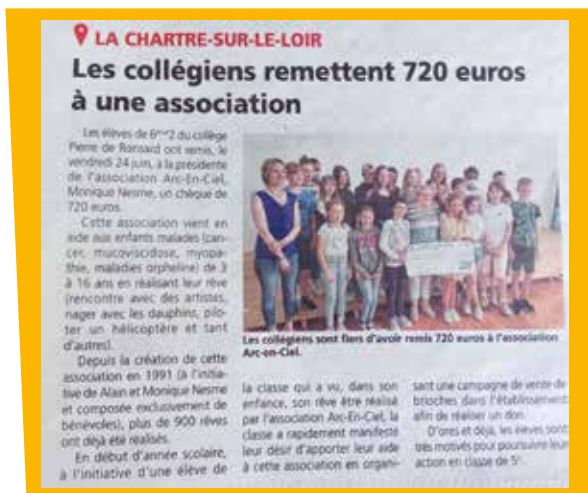 LA CHARTRE-SUR-LE-LOIR
Les collégiens remettent 720 euros
à une association
Les élèves de 6ème2 du collège
Pierre de Ronsard ont remis, le
vendredi 24 juin, à la présidente
de l'association Arc-En-Ciel,
Monique Nesme, un chèque de
720 euros.
Cette association vient en
aide aux enfants malades (can-
cer, mucoviscidose, myopa-
thie, maladies orpheline) de 3
à 16 ans en réalisant leur rêve
(rencontre avec des artistes,
nager avec les dauphins, pilo-
ter un hélicoptère et tant
d'autres).
Depuis la création de cette
association en 1991 (à l'initia-
tive de Alain et Monique Nesme
et composée exclusivement de
bénévoles), plus de 900 rêves
ont déjà été réalisés.
En début d'année scolaire,
à l'initiative d'une élève de
Les collégiens sont fiers d'avoir remis 720 euros à l'association
Arc-en-Ciel.
la classe qui a vu, dans son
enfance, son rêve être réalisé
par l'association Arc-En-Ciel, la
classe a rapidement manifesté
leur désir d'apporter leur aide
à cette association en organi-
sant une campagne de vente de
brioches dans l'établissement
afin de réaliser un don.
D'ores et déjà, les élèves sont
très motivés pour poursuivre leur
action en classe de 5e.